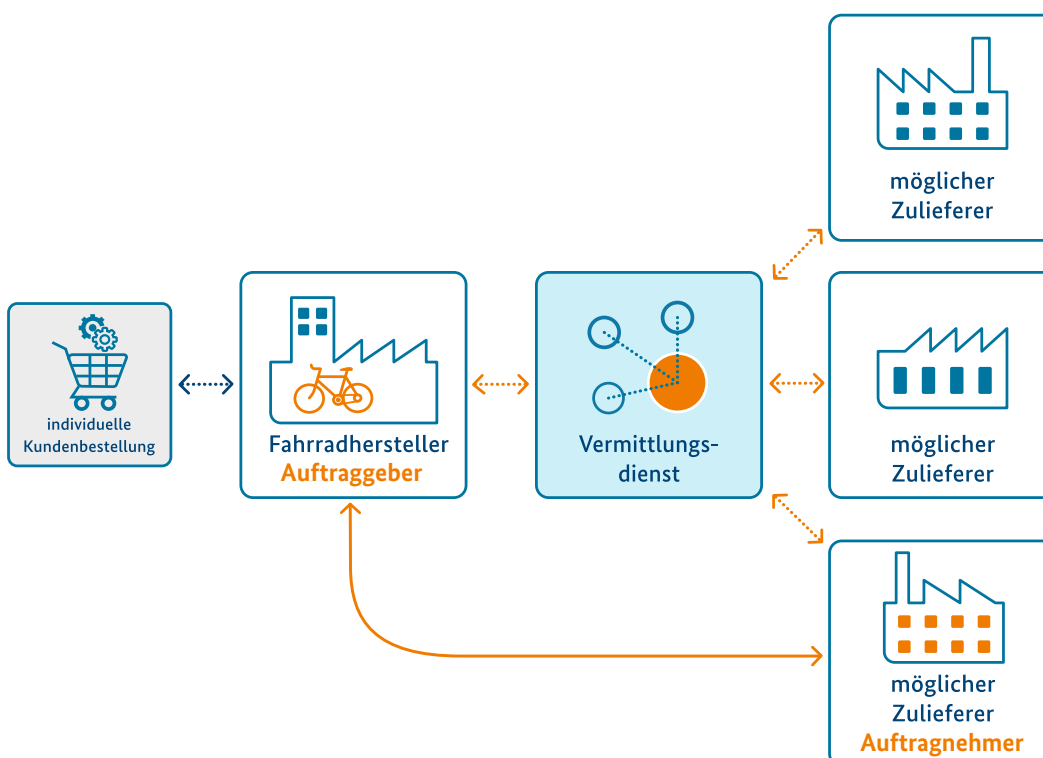 möglicher
Zulieferer
individuelle
Kundenbestellung
Fahrradhersteller
Auftraggeber
Vermittlungs-
dienst
möglicher
Zulieferer
möglicher
Zulieferer
Auftragnehmer